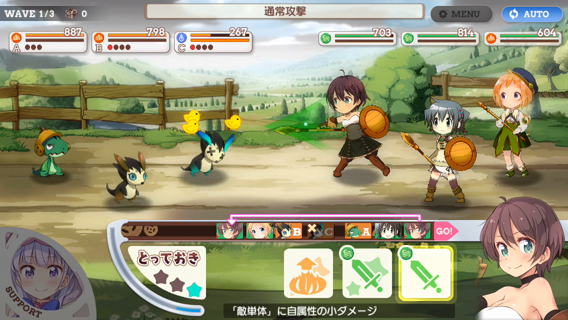 WAVE 1/3 0
通常攻撃
MENU
AUTO
887
A
798
B
267
C
703
814
604
B C A GO!
とっておき
SUPPORT
「敵単体」に自属性の小ダメージ